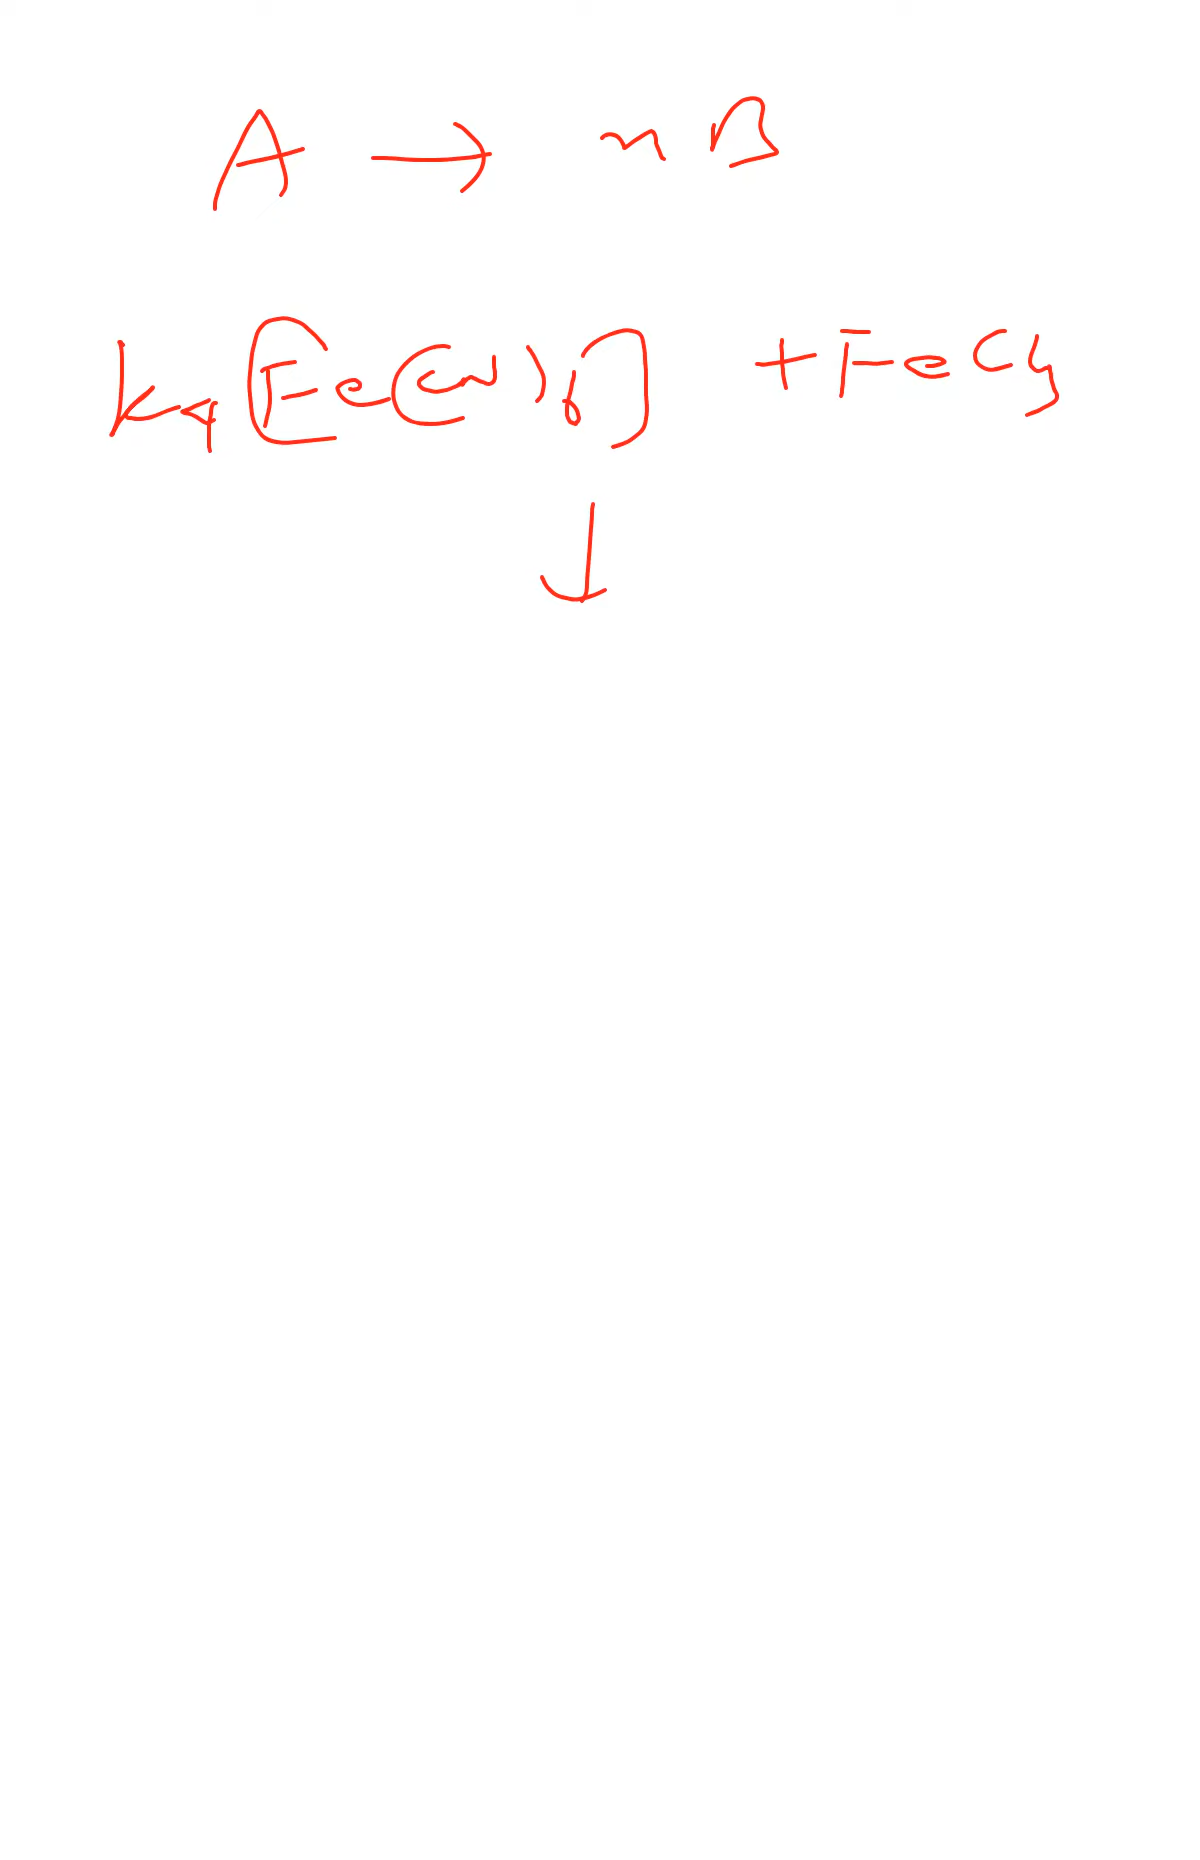 A → nB
K4[Fe(CN)6] + FeCl3
↓